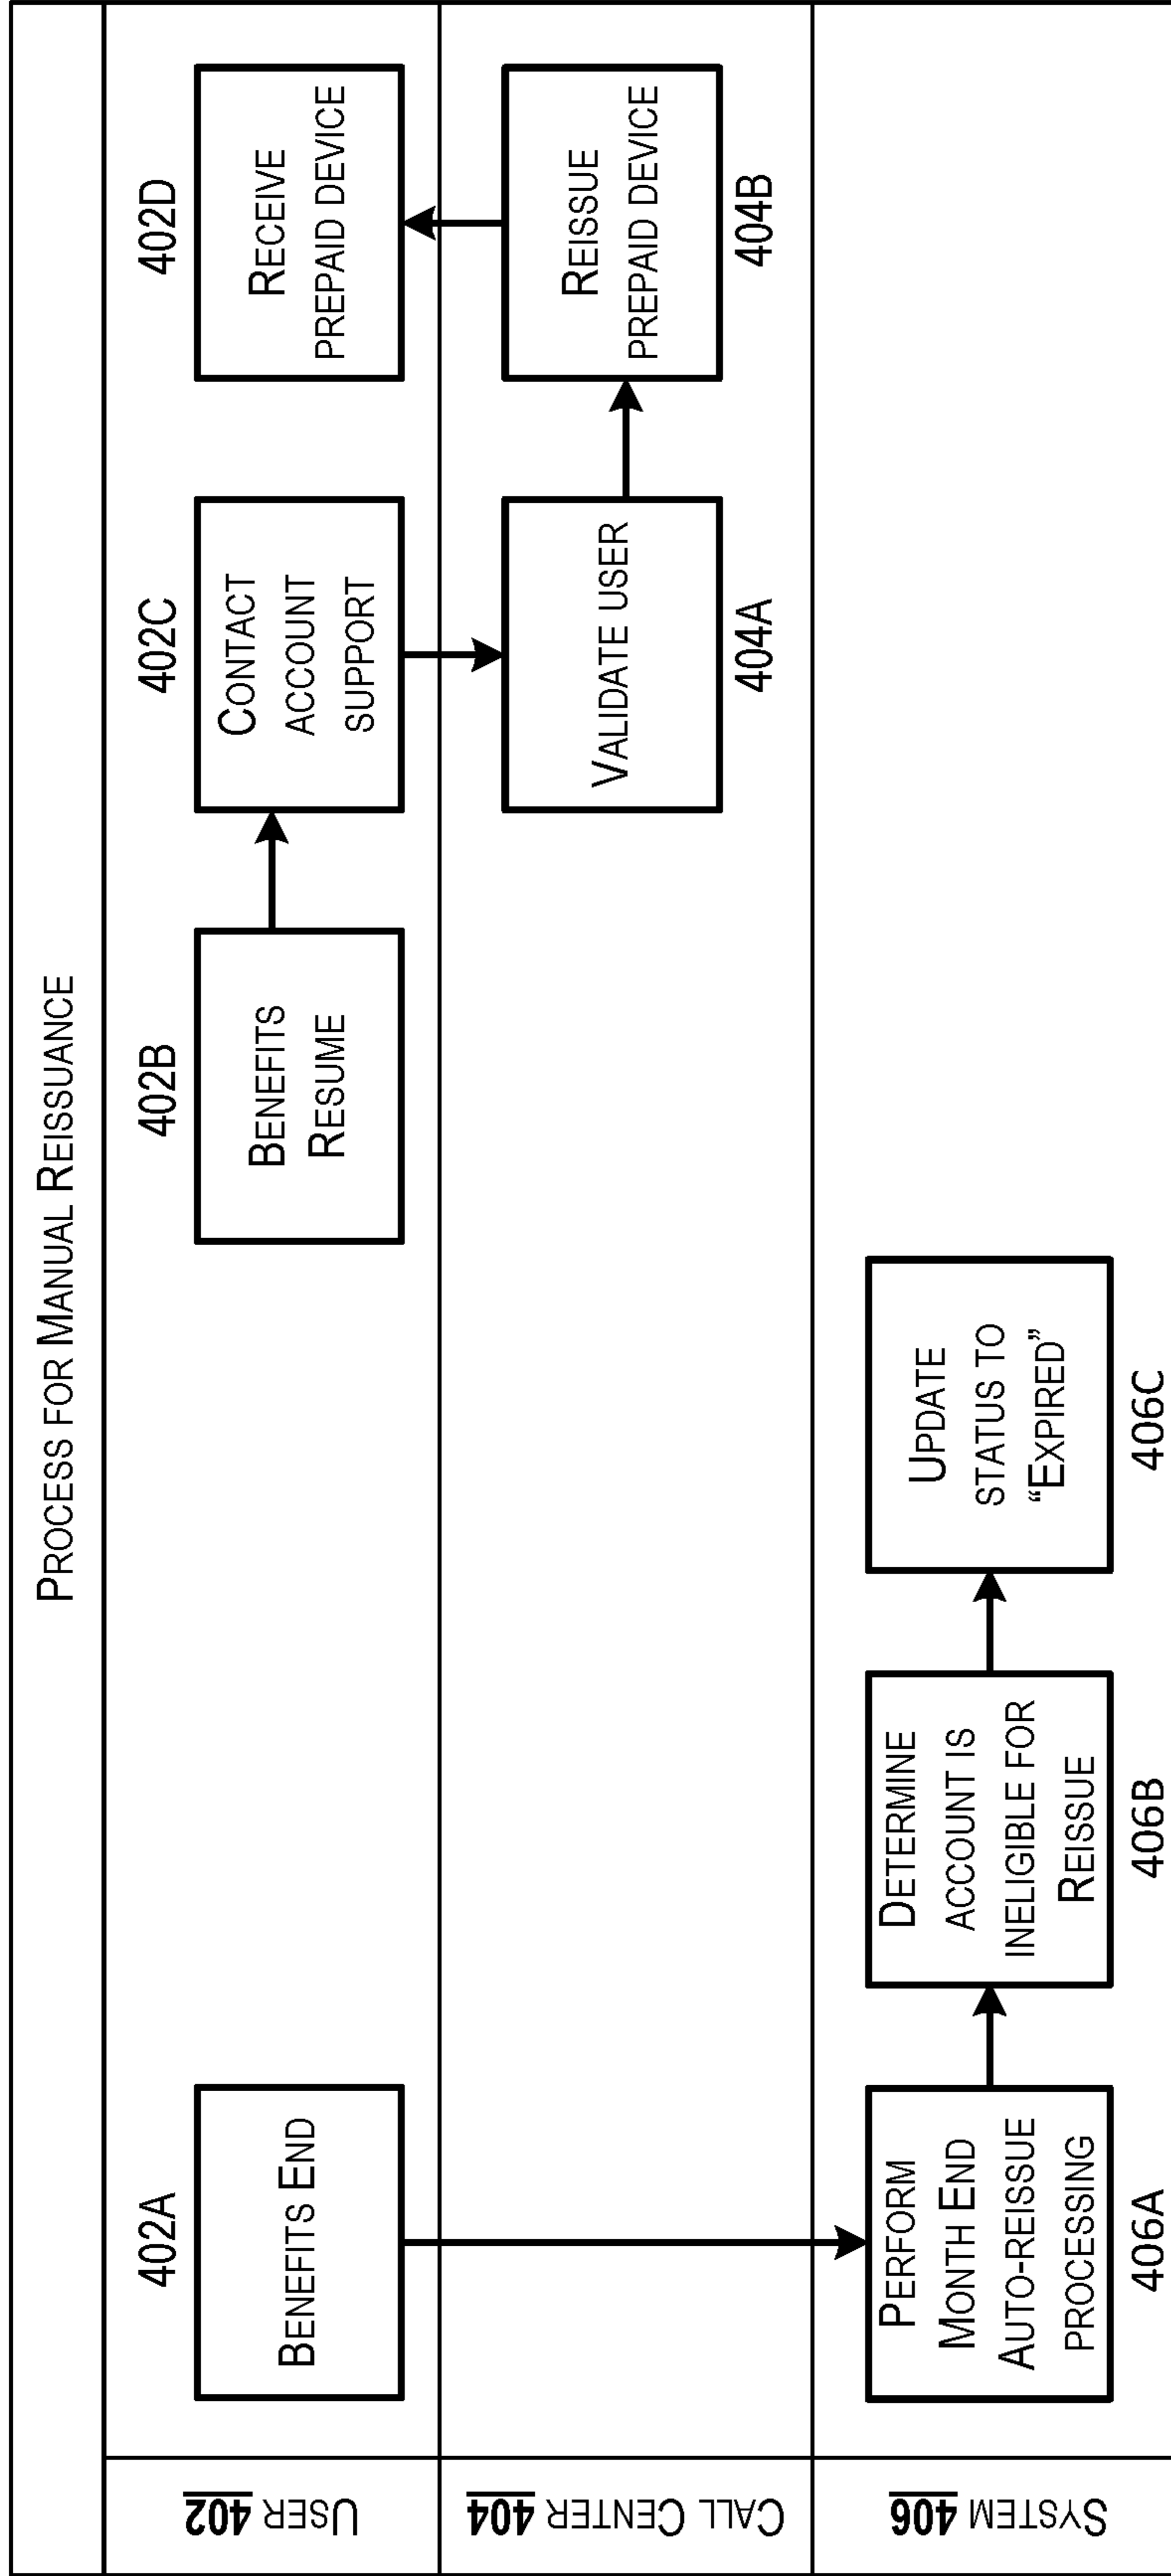 PROCESS FOR MANUAL REISSUANCE
USER 402
402A
BENEFITS END
402B
BENEFITS
RESUME
402C
CONTACT
ACCOUNT
SUPPORT
402D
RECEIVE
PREPAID DEVICE
CALL CENTER 404
VALIDATE USER
404A
REISSUE
PREPAID DEVICE
404B
SYSTEM 406
PERFORM
MONTH END
AUTO-REISSUE
PROCESSING
406A
DETERMINE
ACCOUNT IS
INELIGIBLE FOR
REISSUE
406B
UPDATE
STATUS TO
“EXPIRED”
406C